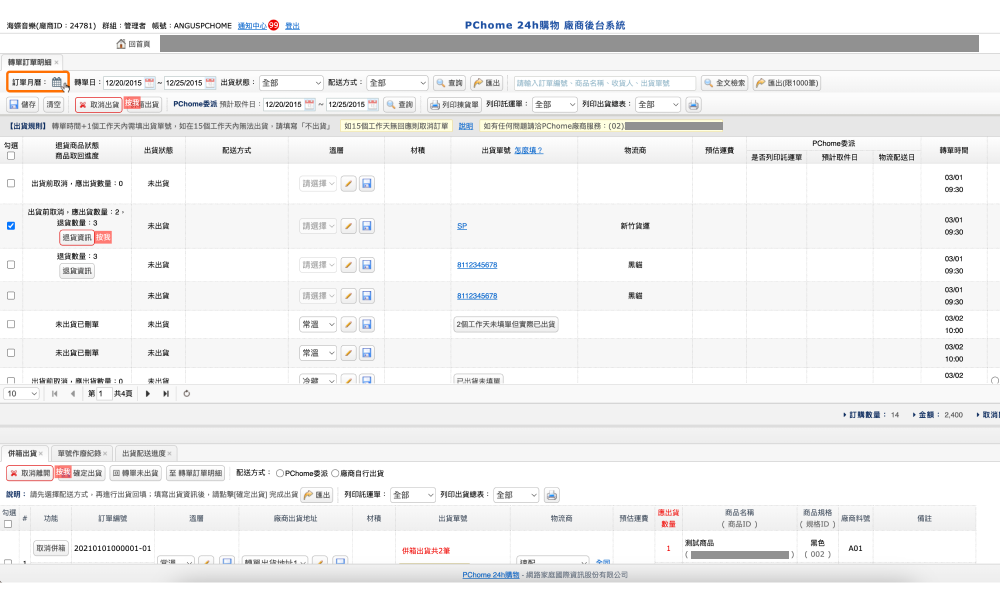 海蝶音樂(廠商ID：24781) 群組：管理者 帳號：ANGUSPCHOME 通知中心 99 登出
PChome 24h購物 廠商後台系統
回首頁
轉單訂單明細 ×
訂單月曆： 轉單日： 12/20/2015 ~ 12/25/2015 出貨狀態： 全部 配送方式： 全部 查詢 匯出 請輸入訂單編號、商品名稱、收貨人、出貨單號 全文檢索 匯出(限1000筆)
儲存 清空 取消出貨 按我 出貨 PChome委派 預計取件日： 12/20/2015 ~ 12/25/2015 查詢 列印揀貨單 列印託運單： 全部 列印出貨總表： 全部
【出貨規則】 轉單時間+1個工作天內需填出貨單號，如在15個工作天內無法出貨，請填寫「不出貨」 如15個工作天無回應則取消訂單 說明 如有任何問題請洽PChome廠商服務：(02)
勾選 退貨商品狀態 商品取回進度 出貨狀態 配送方式 溫層 材積 出貨單號 怎麼填？ 物流商 預估運費 PChome委派 轉單時間
是否列印託運單 預計取件日 物流配送日
出貨前取消，應出貨數量：0 未出貨 請選擇 03/01 09:30
出貨前取消，應出貨數量：2，退貨數量：3 退貨資訊 按我 未出貨 請選擇 SP 新竹貨運 03/01 09:30
退貨數量：3 退貨資訊 未出貨 請選擇 8112345678 黑貓 03/01 09:30
未出貨 請選擇 8112345678 黑貓 03/01 09:30
未出貨已刪單 未出貨 常溫 2個工作天未填單但實際已出貨 03/02 10:00
未出貨已刪單 未出貨 常溫 03/02 10:00
出貨前取消，應出貨數量：0 未出貨 冷藏 已出貨未填單 03/02
10 第 1 共4頁
訂購數量： 14 金額： 2,400 取消
併箱出貨 × 單號作廢紀錄 × 出貨配送進度 ×
取消離開 按我 確定出貨 回 轉單未出貨 至 轉單訂單明細 配送方式： PChome委派 廠商自行出貨
說明： 請先選擇配送方式，再進行出貨回填；填寫出貨資訊後，請點擊[確定出貨] 完成出貨 匯出 列印託運單： 全部 列印出貨總表： 全部
勾選 # 功能 訂單編號 溫層 廠商出貨地址 材積 出貨單號 物流商 預估運費 應出貨數量 商品名稱 ( 商品ID ) 商品規格 ( 規格ID ) 廠商料號 備註
1 取消併箱 20210101000001-01 常溫 轉單出貨地址1 併箱出貨共2筆 宅配 全同 1 測試商品 ( ) 黑色 ( 002 ) A01
PChome 24h購物 - 網路家庭國際資訊股份有限公司